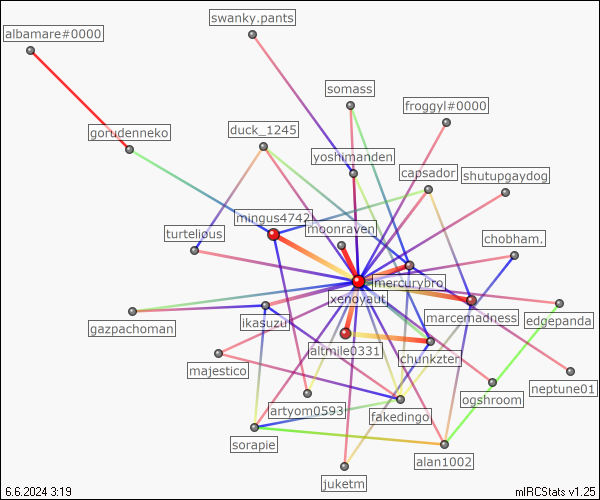 swanky.pants
albamare#0000
somass
froggyl#0000
gorudenneko
duck_1245
yoshimanden
capsador
shutupgaydog
mingus4742
moonraven
turtelious
chobham.
mercurybro
xenoyaut
marcemadness
edgepanda
gazpachoman
ikasuzu
altmile0331
chunkzter
majestico
neptune01
ogshroom
artyom0593
fakedingo
sorapie
alan1002
juketm
6.6.2024 3:19
mIRCStats v1.25